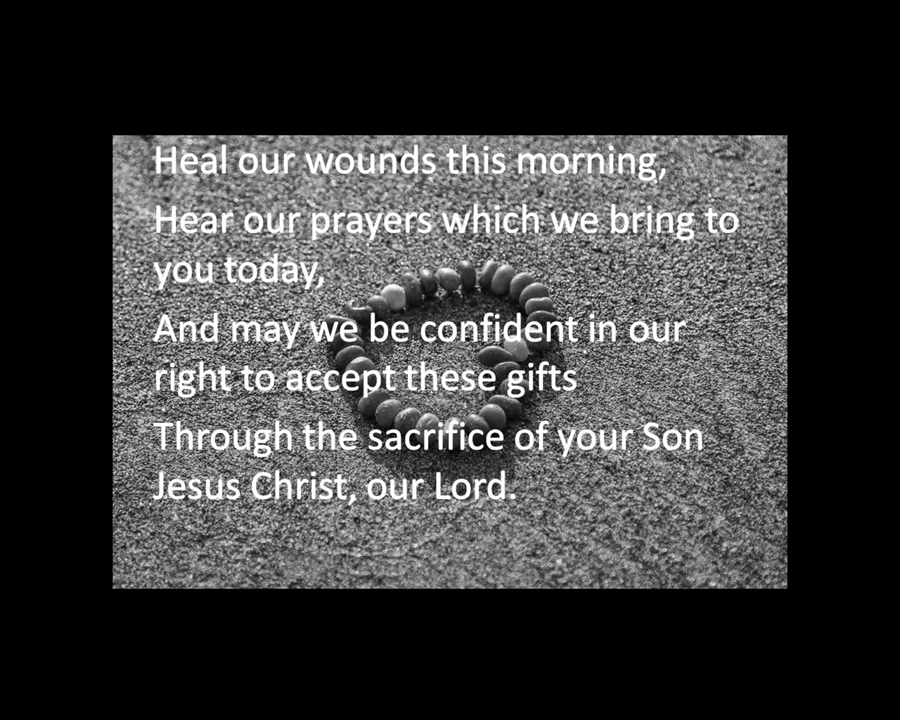 Heal our wounds this morning,
Hear our prayers which we bring to
you today,
And may we be confident in our
right to accept these gifts
Through the sacrifice of your Son
Jesus Christ, our Lord.